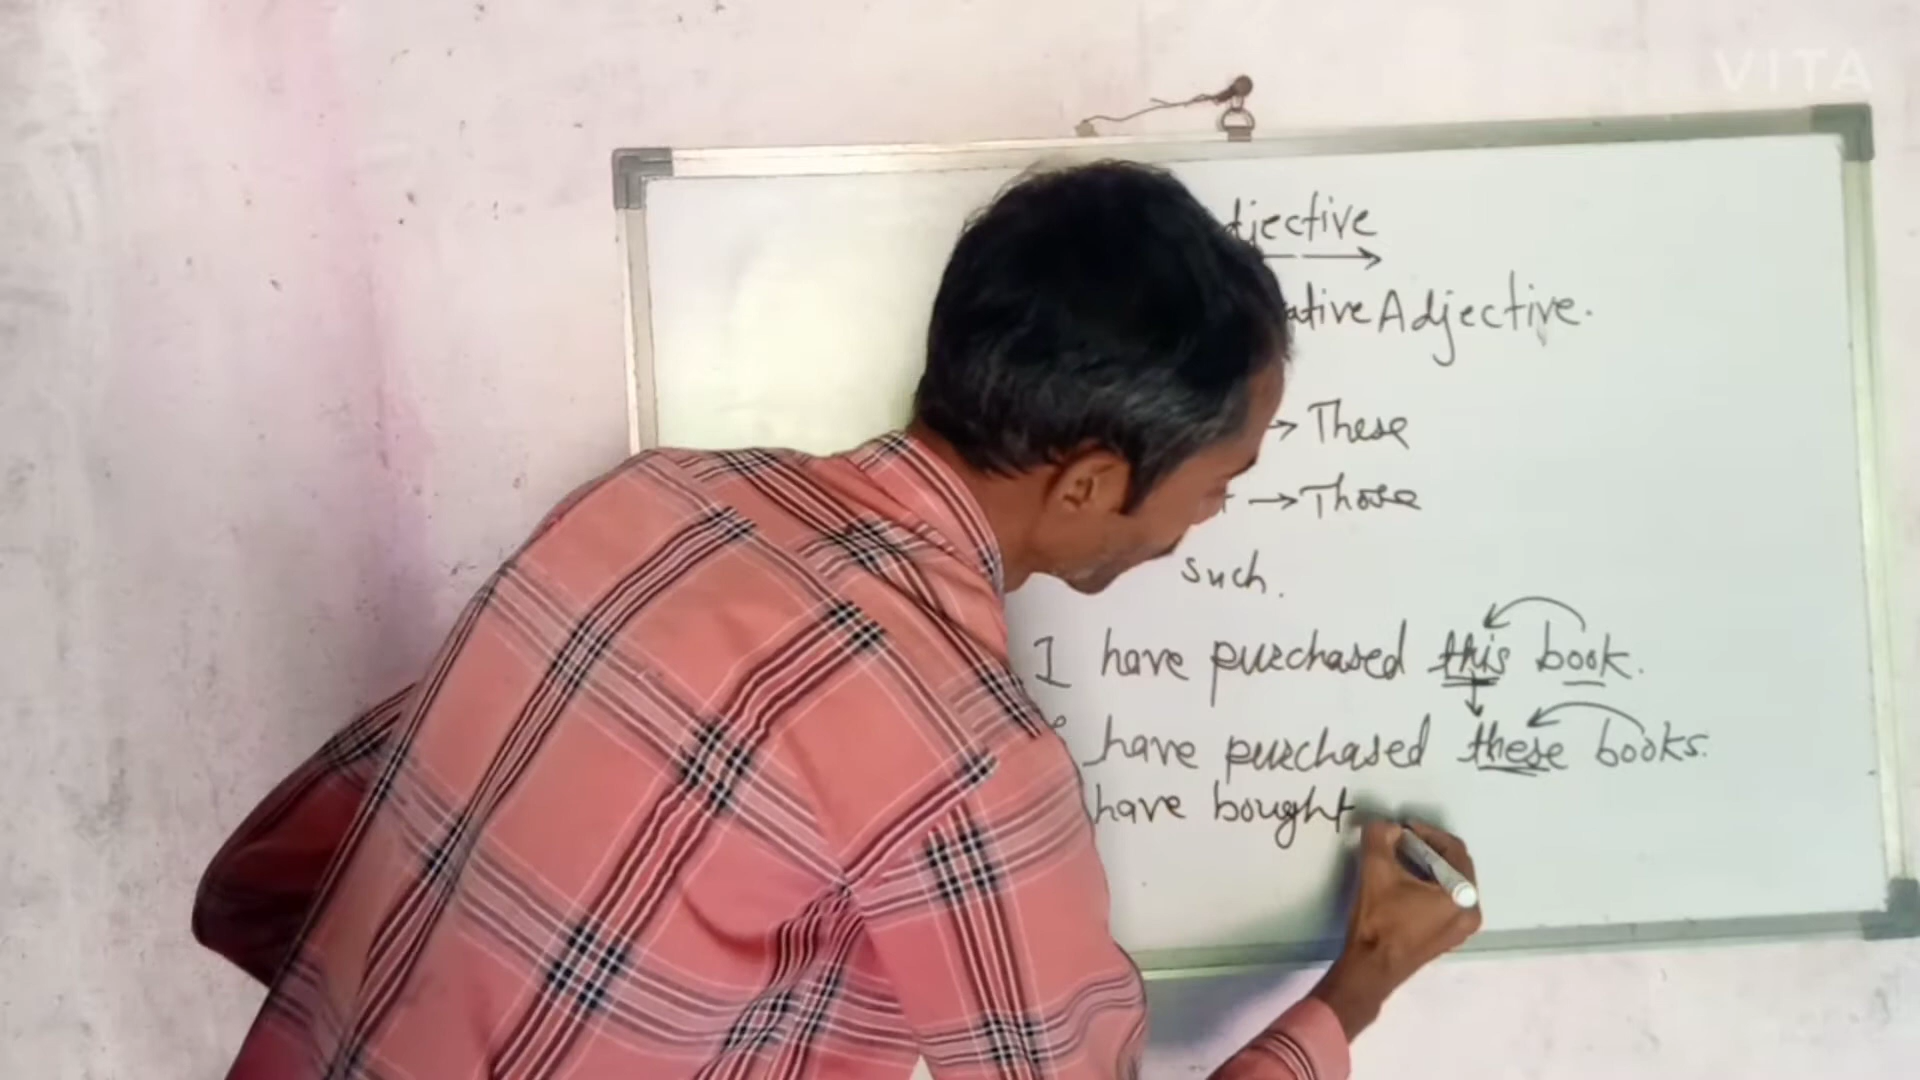 VITA
djective
ative Adjective.
→ These
→ Those
such.
I have purchased this book.
have purchased these books.
have bought